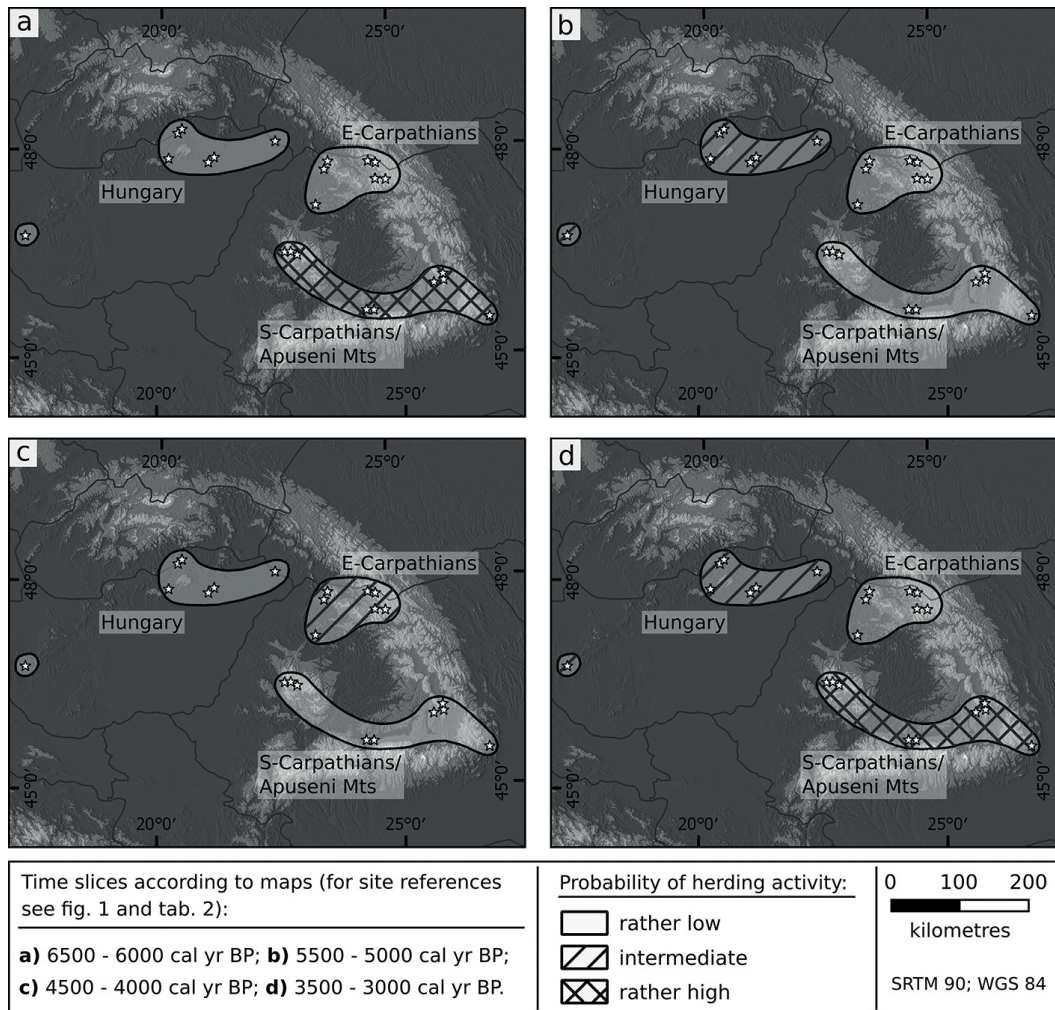 a
20°0′
25°0′
E-Carpathians
48°0′
48°0′
Hungary
S-Carpathians/
Apuseni Mts
45°0′
45°0′
20°0′
25°0′
b
20°0′
25°0′
E-Carpathians
48°0′
48°0′
Hungary
S-Carpathians/
Apuseni Mts
45°0′
45°0′
20°0′
25°0′
c
20°0′
25°0′
E-Carpathians
48°0′
48°0′
Hungary
S-Carpathians/
Apuseni Mts
45°0′
45°0′
20°0′
25°0′
d
20°0′
25°0′
E-Carpathians
48°0′
48°0′
Hungary
S-Carpathians/
Apuseni Mts
45°0′
45°0′
20°0′
25°0′
Time slices according to maps (for site references
see fig. 1 and tab. 2):
a) 6500 - 6000 cal yr BP; b) 5500 - 5000 cal yr BP;
c) 4500 - 4000 cal yr BP; d) 3500 - 3000 cal yr BP.
Probability of herding activity:
rather low
intermediate
rather high
0 100 200
kilometres
SRTM 90; WGS 84